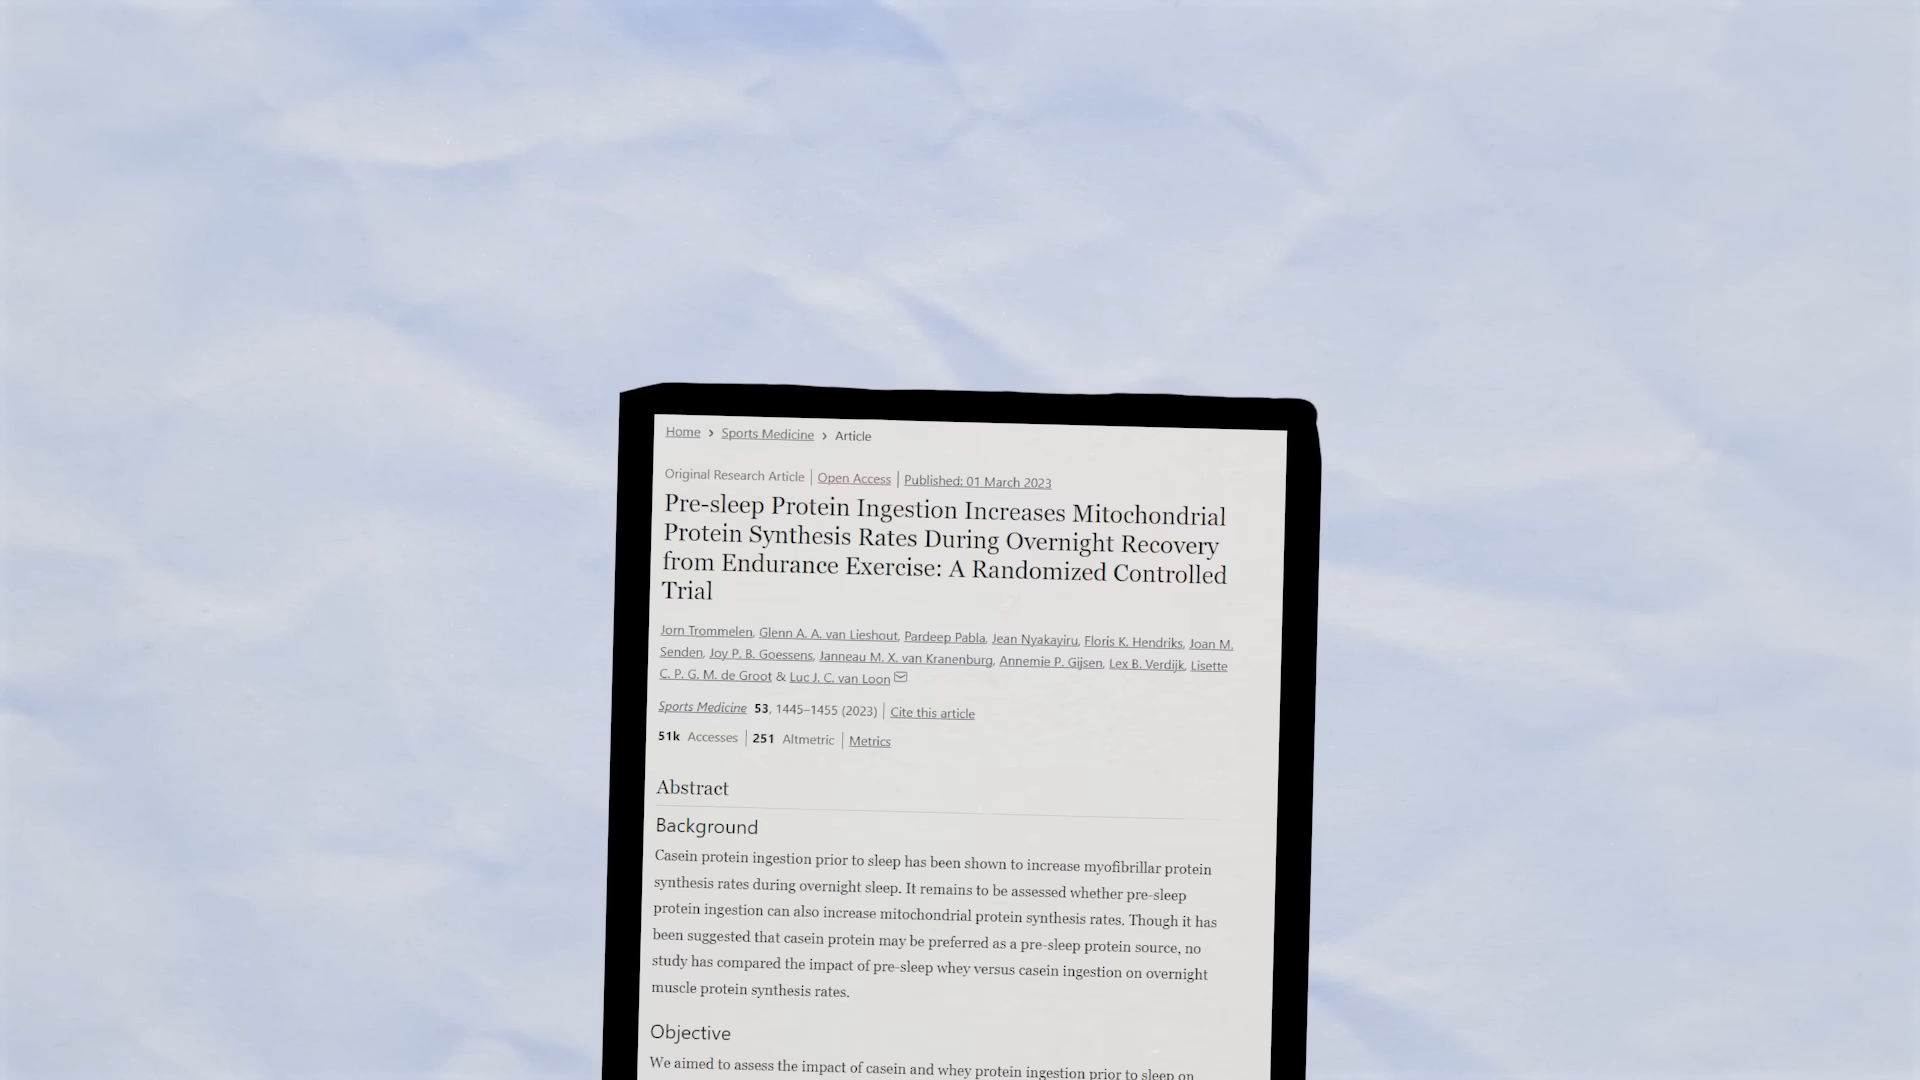 Home > Sports Medicine > Article
Original Research Article | Open Access | Published: 01 March 2023
Pre-sleep Protein Ingestion Increases Mitochondrial
Protein Synthesis Rates During Overnight Recovery
from Endurance Exercise: A Randomized Controlled
Trial
Jorn Trommelen, Glenn A. A. van Lieshout, Pardeep Pabla, Jean Nyakayiru, Floris K. Hendriks, Joan M.
Senden, Joy P. B. Goessens, Janneau M. X. van Kranenburg, Annemie P. Gijsen, Lex B. Verdijk, Lisette
C. P. G. M. de Groot & Luc J. C. van Loon
Sports Medicine 53, 1445–1455 (2023) | Cite this article
51k Accesses | 251 Altmetric | Metrics
Abstract
Background
Casein protein ingestion prior to sleep has been shown to increase myofibrillar protein
synthesis rates during overnight sleep. It remains to be assessed whether pre-sleep
protein ingestion can also increase mitochondrial protein synthesis rates. Though it has
been suggested that casein protein may be preferred as a pre-sleep protein source, no
study has compared the impact of pre-sleep whey versus casein ingestion on overnight
muscle protein synthesis rates.
Objective
We aimed to assess the impact of casein and whey protein ingestion prior to sleep on